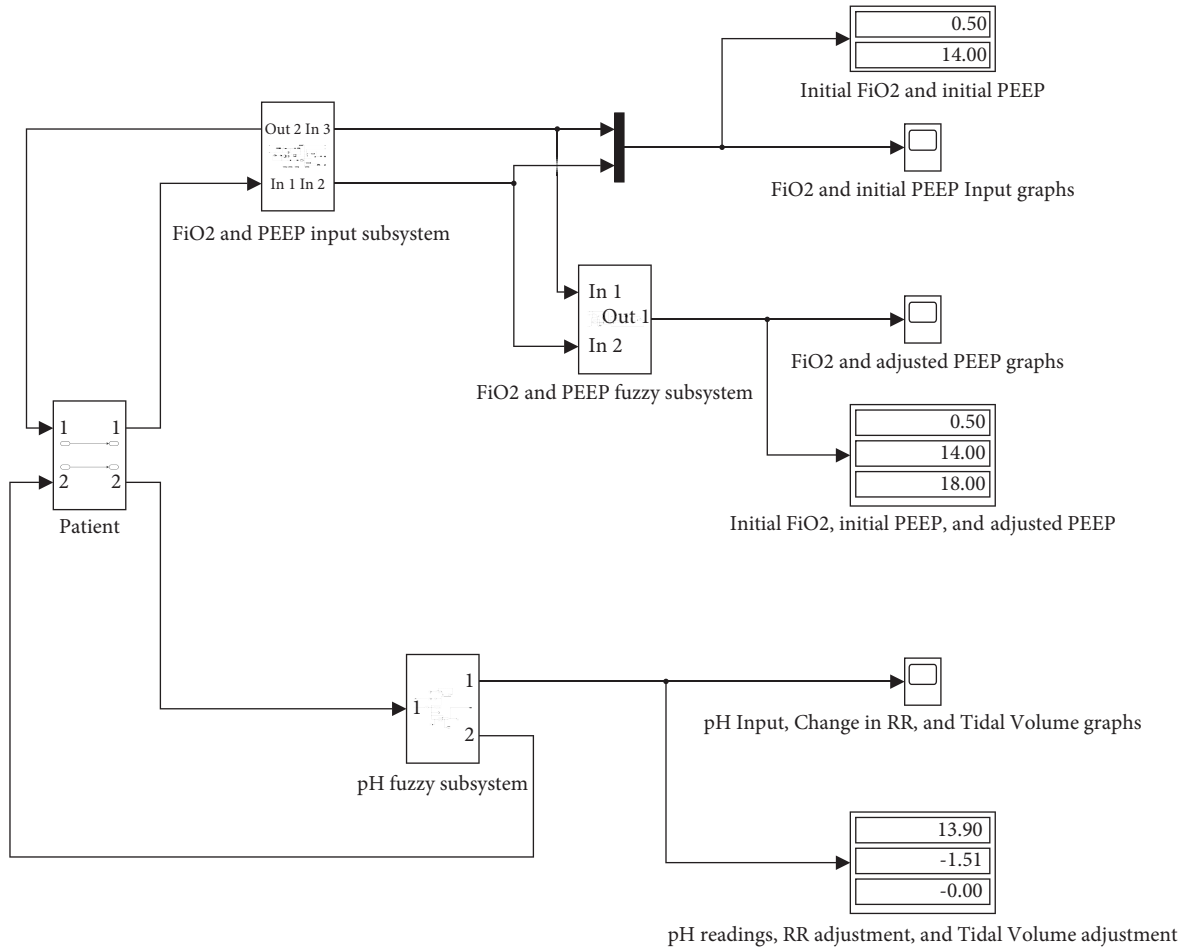 0.50
14.00
Initial FiO2 and initial PEEP
Out 2 In 3
In 1 In 2
FiO2 and PEEP input subsystem
FiO2 and initial PEEP Input graphs
In 1
Out 1
In 2
FiO2 and PEEP fuzzy subsystem
FiO2 and adjusted PEEP graphs
0.50
14.00
18.00
Initial FiO2, initial PEEP, and adjusted PEEP
1 1
2 2
Patient
1
1
2
pH fuzzy subsystem
pH Input, Change in RR, and Tidal Volume graphs
13.90
-1.51
-0.00
pH readings, RR adjustment, and Tidal Volume adjustment